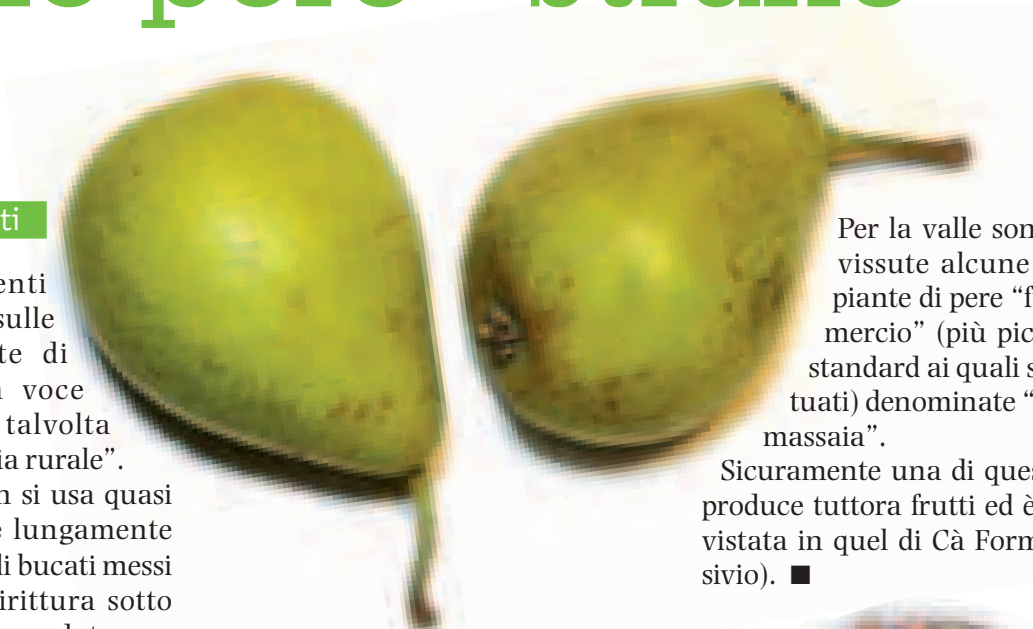 pere
strane
ti
enti
sulle
te di
voce
talvolta
ia rurale”.
n si usa quasi
e lungamente
li bucati messi
irittura sotto
Per la valle son
vissute alcune
piante di pere “f
mercio” (più pic
standard ai quali s
tuati) denominate “
massaia”.
Sicuramente una di ques
produce tuttora frutti ed è
vistata in quel di Cà Form
sivio). ■